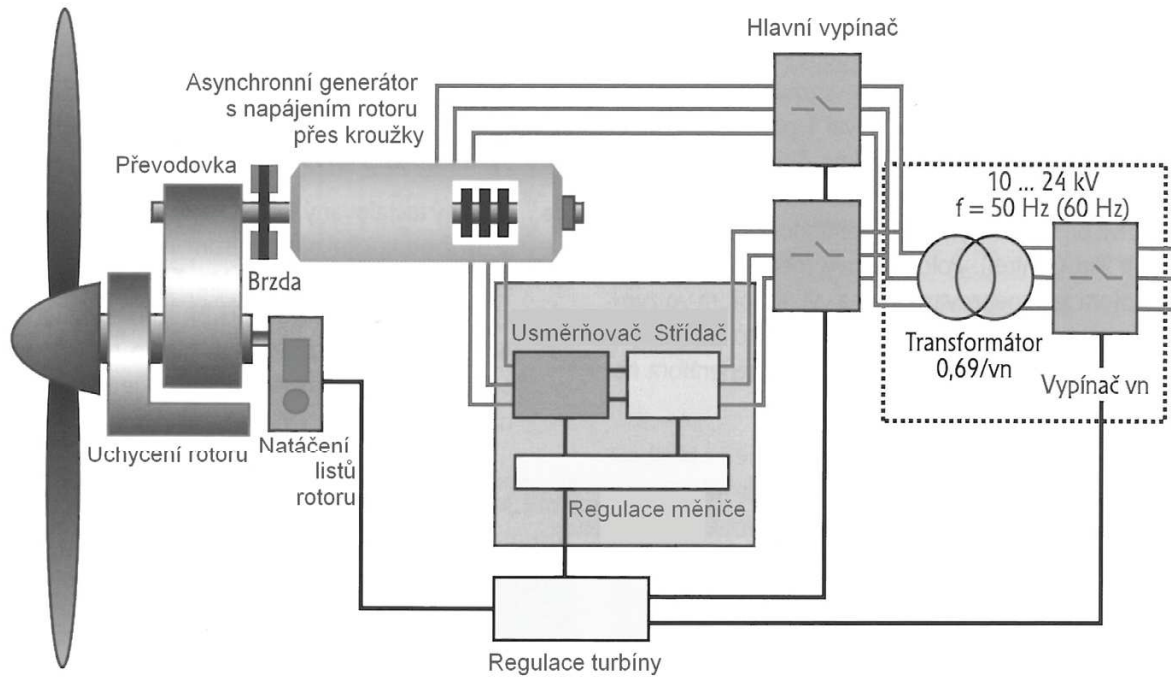 Hlavní vypínač
Asynchronní generátor
s napájením rotoru
přes kroužky
Převodovka
10 ... 24 kV
f = 50 Hz (60 Hz)
Brzda
Usměrňovač
Střídač
Transformátor
0,69/vn
Vypínač vn
Uchycení rotoru
Natáčení
listů
rotoru
Regulace měniče
Regulace turbíny